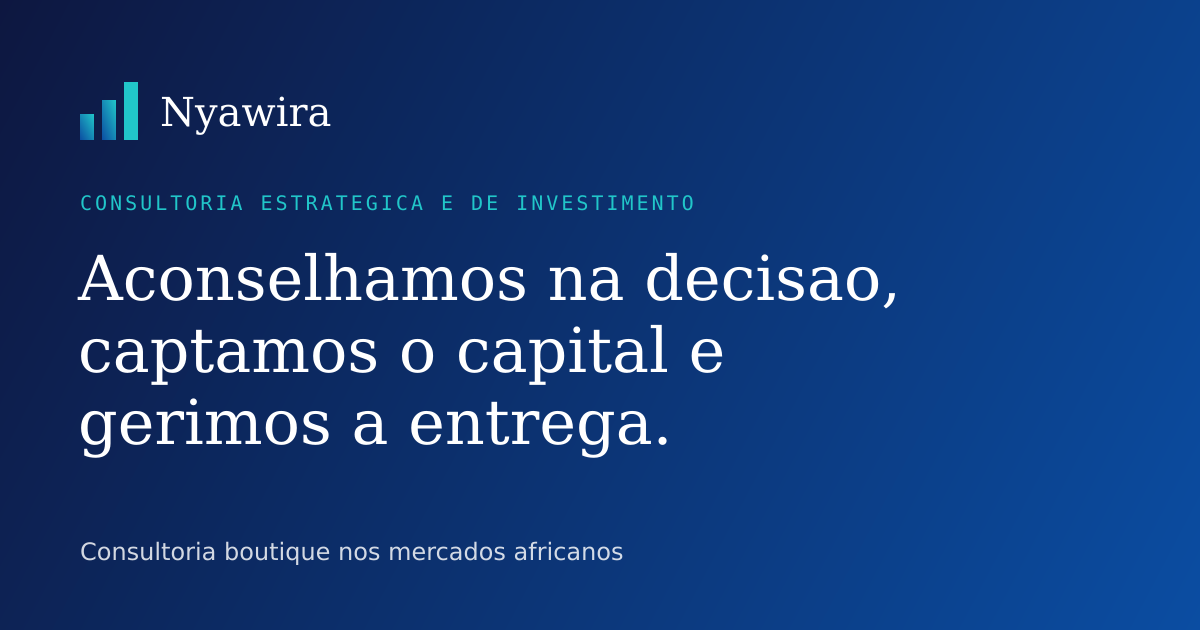 Nyawira
CONSULTORIA ESTRATEGICA E DE INVESTIMENTO
Aconselhamos na decisao,
captamos o capital e
gerimos a entrega.
Consultoria boutique nos mercados africanos